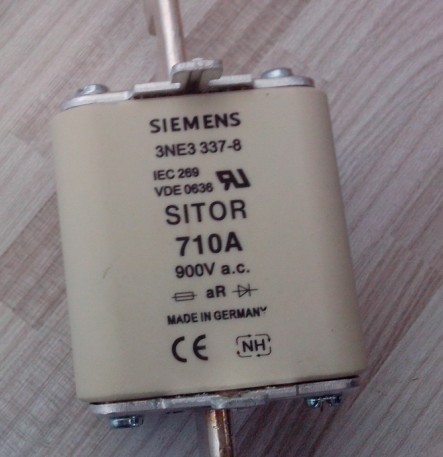 SIEMENS
3NE3 337-8
IEC 269
VDE 0636
SITOR
710A
900V a.c.
aR
MADE IN GERMANY
CE
NH